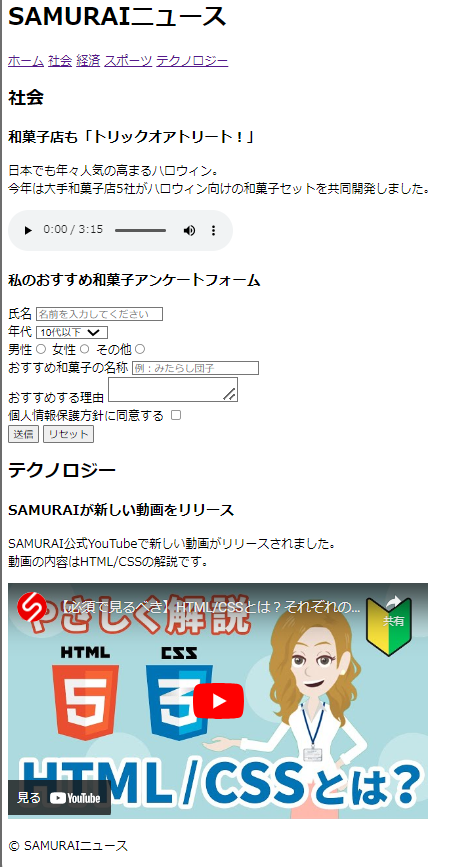 SAMURAIニュース
ホーム 社会 経済 スポーツ テクノロジー
社会
和菓子店も「トリックオアトリート！」
日本でも年々人気の高まるハロウィン。
今年は大手和菓子店5社がハロウィン向けの和菓子セットを共同開発しました。
0:00 / 3:15
私のおすすめ和菓子アンケートフォーム
氏名 名前を入力してください
年代 10代以下
男性 女性 その他
おすすめ和菓子の名称 例：みたらし団子
おすすめする理由
個人情報保護方針に同意する
送信 リセット
テクノロジー
SAMURAIが新しい動画をリリース
SAMURAI公式YouTubeで新しい動画がリリースされました。
動画の内容はHTML/CSSの解説です。
【必須で見るべき】HTML/CSSとは？それぞれの...
共有
やさしく解説
HTML CSS
5 3
HTML/CSSとは？
見る YouTube
© SAMURAIニュース